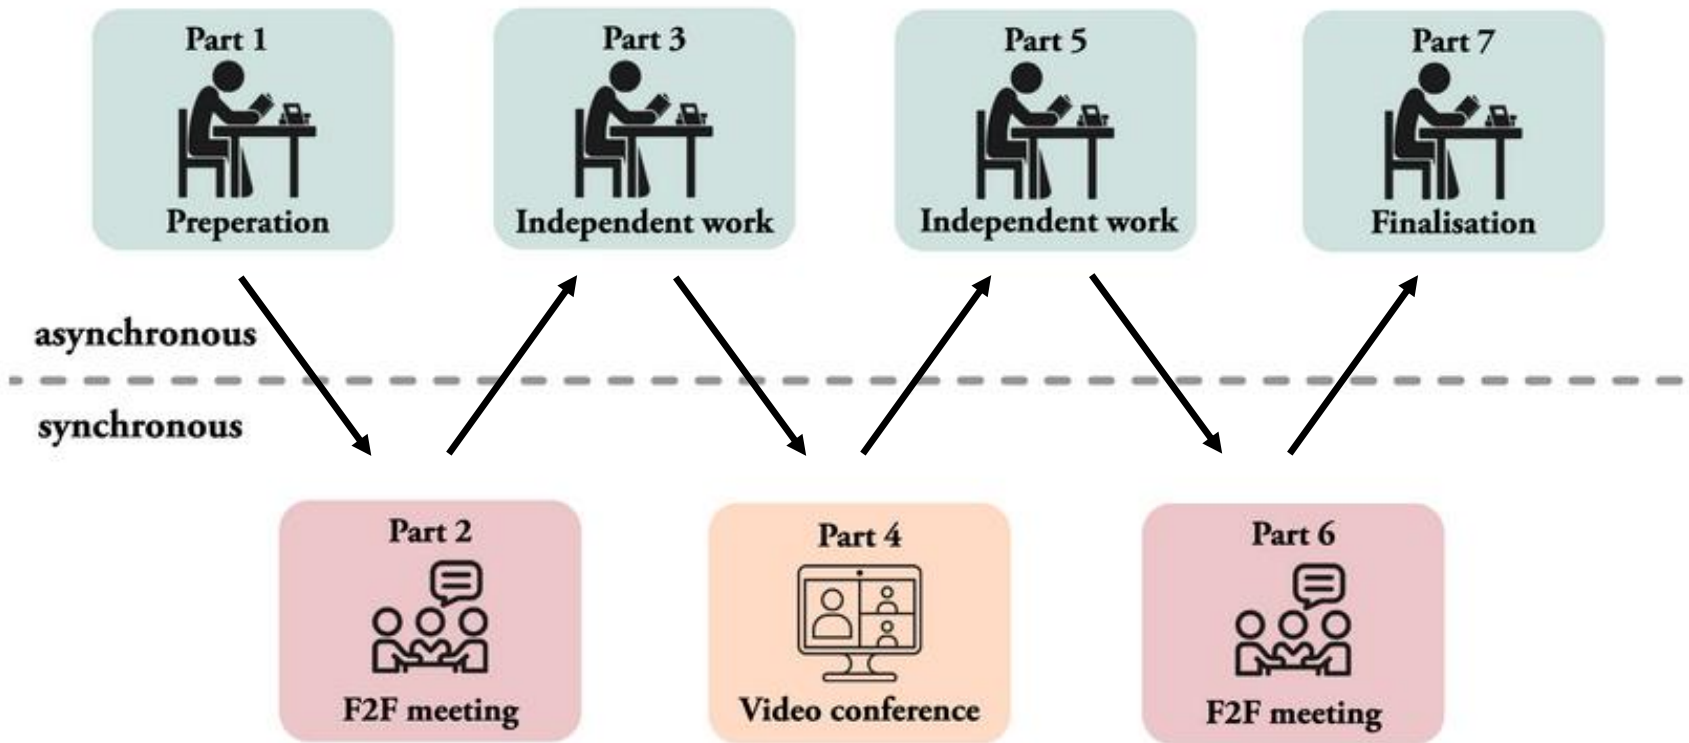 Part 1
Preperation
Part 3
Independent work
Part 5
Independent work
Part 7
Finalisation
asynchronous
synchronous
Part 2
F2F meeting
Part 4
Video conference
Part 6
F2F meeting